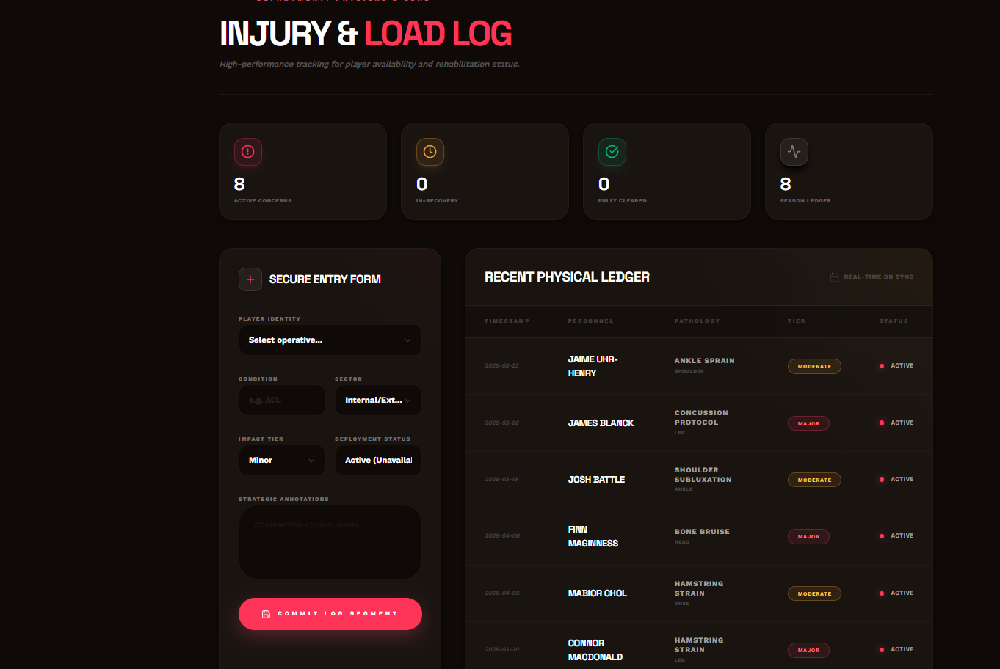 INJURY & LOAD LOG
High-performance tracking for player availability and rehabilitation status.
8
ACTIVE CONCERNS
0
IN-RECOVERY
0
FULLY CLEARED
8
SEASON LEDGER
SECURE ENTRY FORM
PLAYER IDENTITY
Select operative...
CONDITION
SECTOR
e.g. ACL
Internal/Ext...
IMPACT TIER
DEPLOYMENT STATUS
Minor
Active (Unavailal
STRATEGIC ANNOTATIONS
Confidential clinical notes...
COMMIT LOG SEGMENT
RECENT PHYSICAL LEDGER
REAL-TIME DB SYNC
TIMESTAMP PERSONNEL PATHOLOGY TIER STATUS
2026-03-22
JAIME UHR-
HENRY
ANKLE SPRAIN
SHOULDER
MODERATE
ACTIVE
2026-03-26
JAMES BLANCK
CONCUSSION
PROTOCOL
LEG
MAJOR
ACTIVE
2026-03-19
JOSH BATTLE
SHOULDER
SUBLUXATION
ANKLE
MODERATE
ACTIVE
2026-04-06
FINN
MAGINNESS
BONE BRUISE
HEAD
MAJOR
ACTIVE
2026-04-05
MABIOR CHOL
HAMSTRING
STRAIN
KNEE
MODERATE
ACTIVE
2026-03-30
CONNOR
MACDONALD
HAMSTRING
STRAIN
LEG
MAJOR
ACTIVE